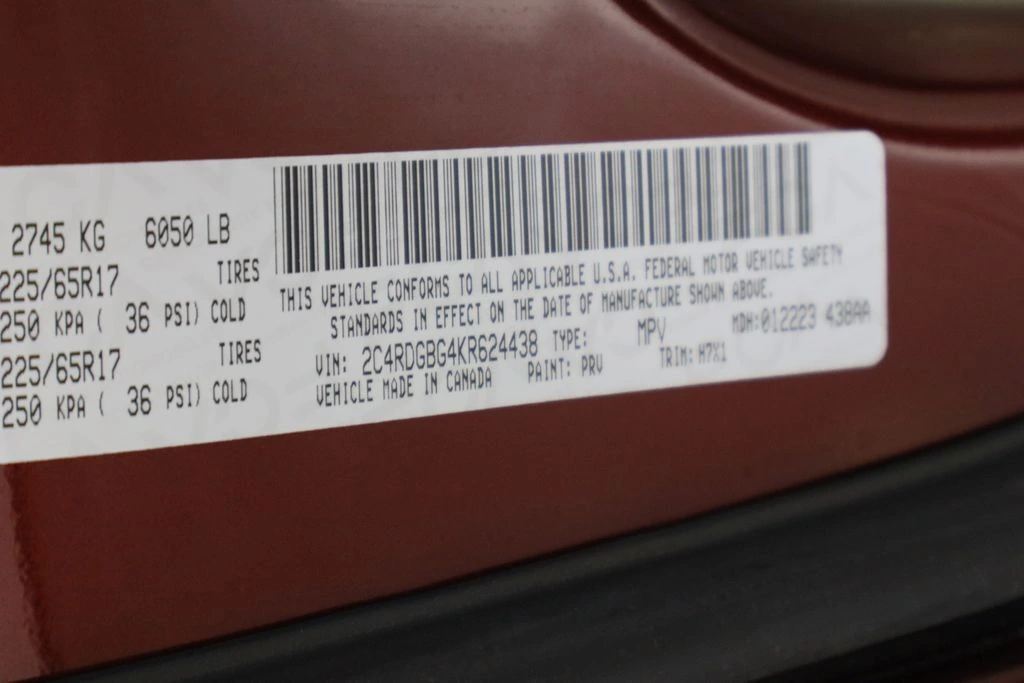 2745 KG 6050 LB
225/65R17 TIRES
250 KPA ( 36 PSI) COLD
225/65R17 TIRES
250 KPA ( 36 PSI) COLD
THIS VEHICLE CONFORMS TO ALL APPLICABLE U.S.A. FEDERAL MOTOR VEHICLE SAFETY
STANDARDS IN EFFECT ON THE DATE OF MANUFACTURE SHOWN ABOVE.
VIN: 2C4RDGBG4KR624438 TYPE: MPV MDH:012223 438AA
VEHICLE MADE IN CANADA PAINT: PRV TRIM: H7X1